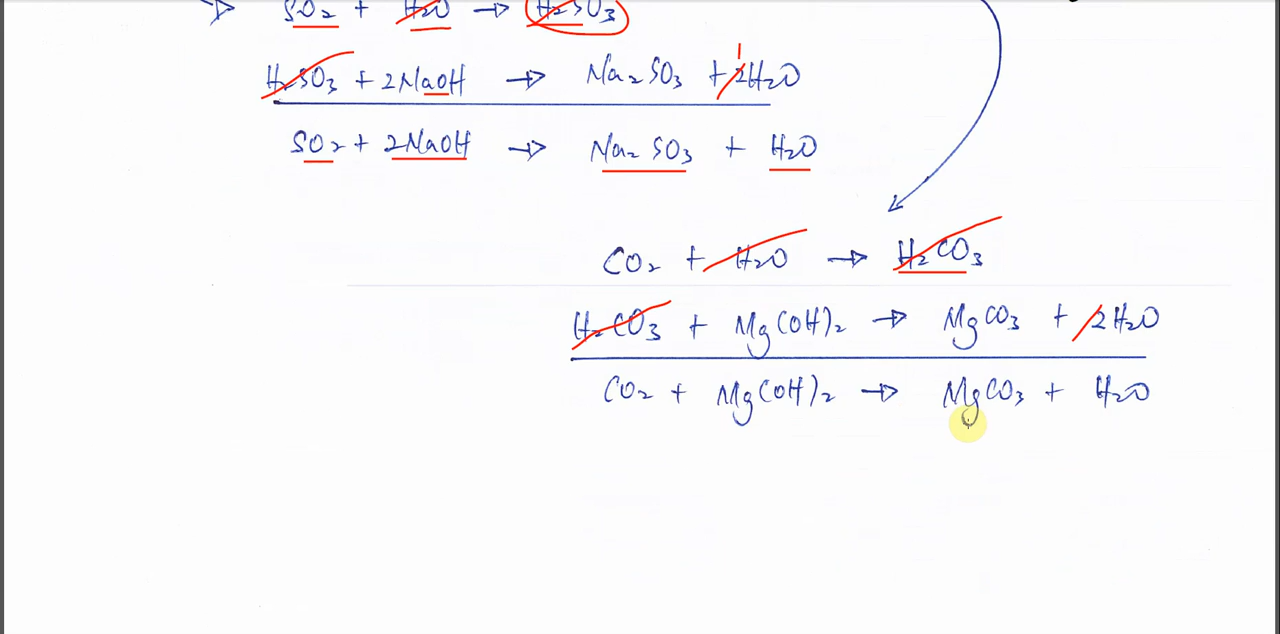 SO₂ + H₂O → H₂SO₃
H₂SO₃ + 2NaOH → Na₂SO₃ + 2H₂O
1
SO₂ + 2NaOH → Na₂SO₃ + H₂O
CO₂ + H₂O → H₂CO₃
H₂CO₃ + Mg(OH)₂ → MgCO₃ + 2H₂O
CO₂ + Mg(OH)₂ → MgCO₃ + H₂O